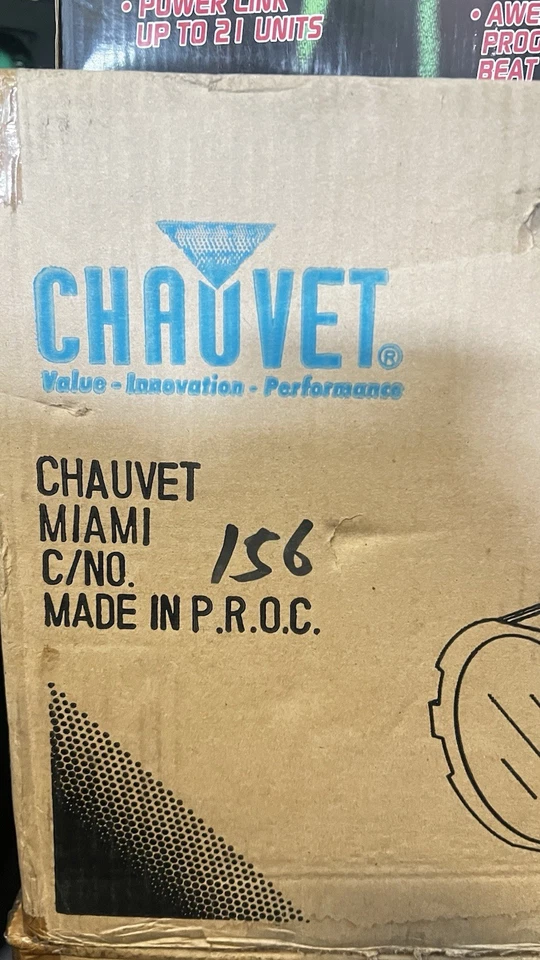 • POWER LINK
UP TO 21 UNITS
• AWE
PROG
BEAT
CHAUVET®
Value - Innovation - Performance
CHAUVET
MIAMI
C/NO. 156
MADE IN P.R.O.C.